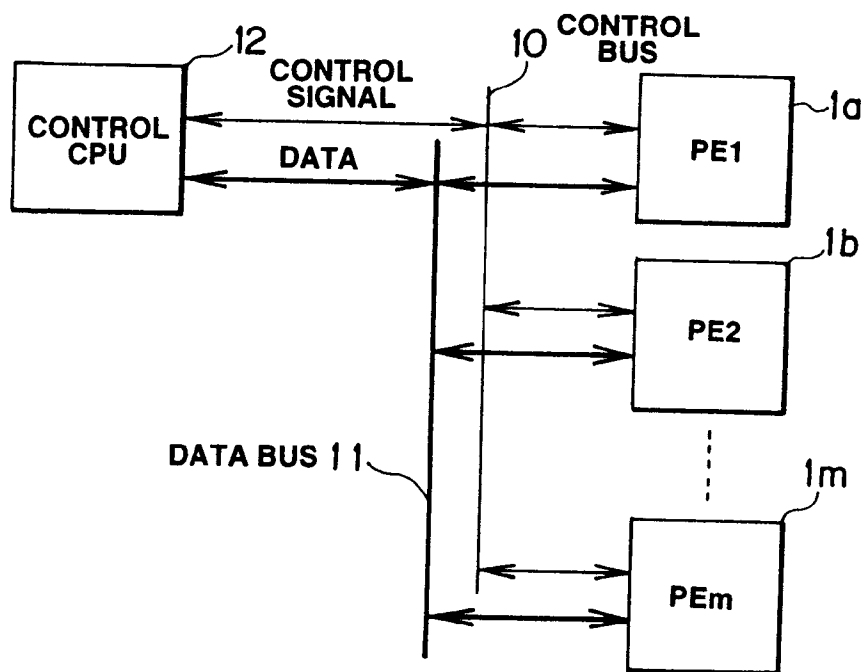 12
CONTROL
CPU
CONTROL
SIGNAL
DATA
10
CONTROL
BUS
1a
PE1
1b
PE2
DATA BUS 11
1m
PEm